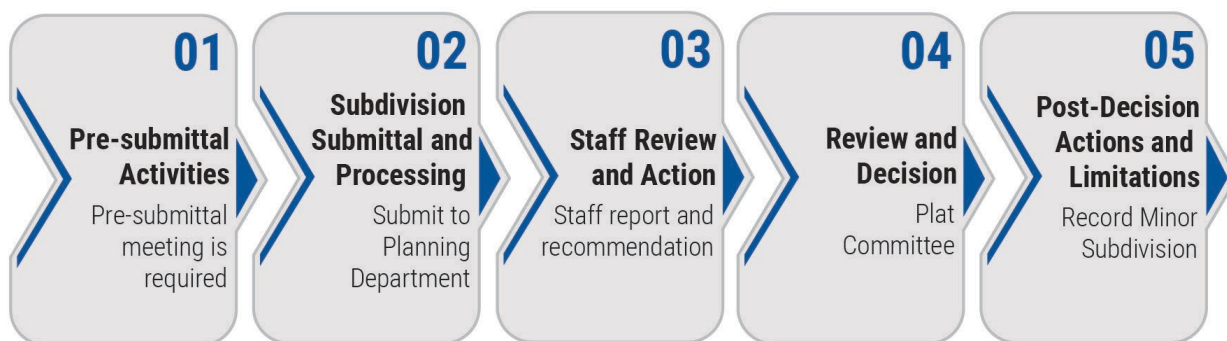 01
Pre-submittal
Activities
Pre-submittal
meeting is
required
02
Subdivision
Submittal and
Processing
Submit to
Planning
Department
03
Staff Review
and Action
Staff report and
recommendation
04
Review and
Decision
Plat
Committee
05
Post-Decision
Actions and
Limitations
Record Minor
Subdivision